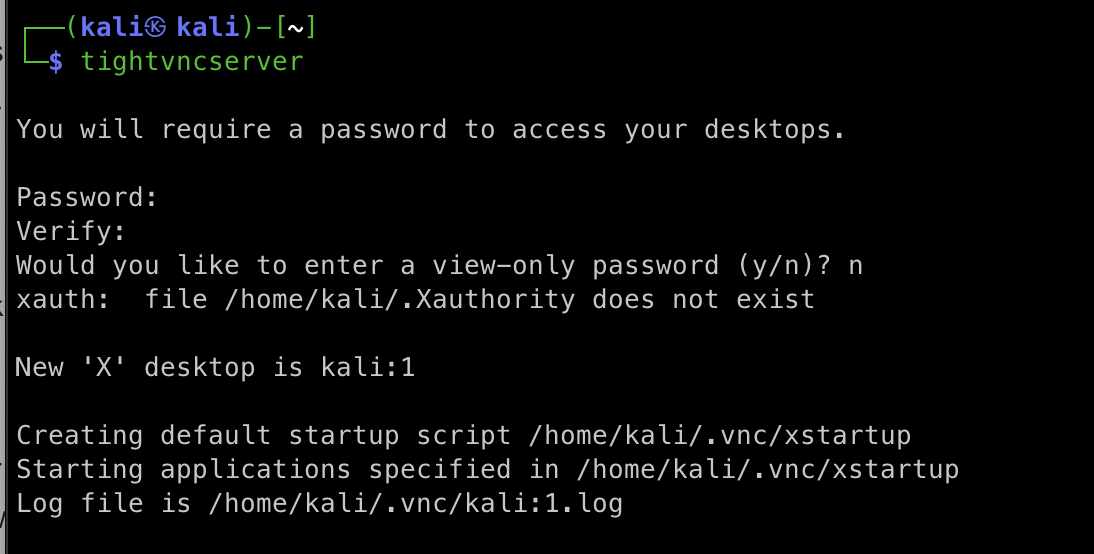 ┌──(kali㉿kali)-[~]
└─$ tightvncserver
You will require a password to access your desktops.
Password:
Verify:
Would you like to enter a view-only password (y/n)? n
xauth:  file /home/kali/.Xauthority does not exist
New 'X' desktop is kali:1
Creating default startup script /home/kali/.vnc/xstartup
Starting applications specified in /home/kali/.vnc/xstartup
Log file is /home/kali/.vnc/kali:1.log